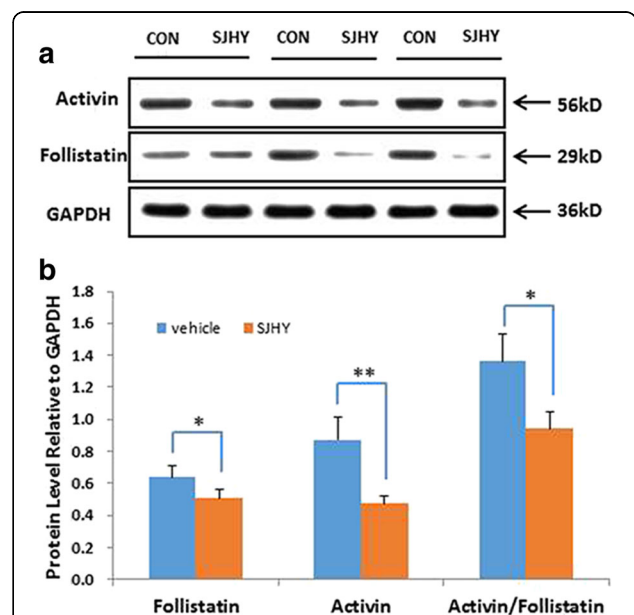 a
CON SJHY CON SJHY CON SJHY
Activin 56kD
Follistatin 29kD
GAPDH 36kD
b
Protein Level Relative to GAPDH
1.8
1.6
1.4
1.2
1.0
0.8
0.6
0.4
0.2
0.0
vehicle SJHY
* ** *
Follistatin Activin Activin/Follistatin